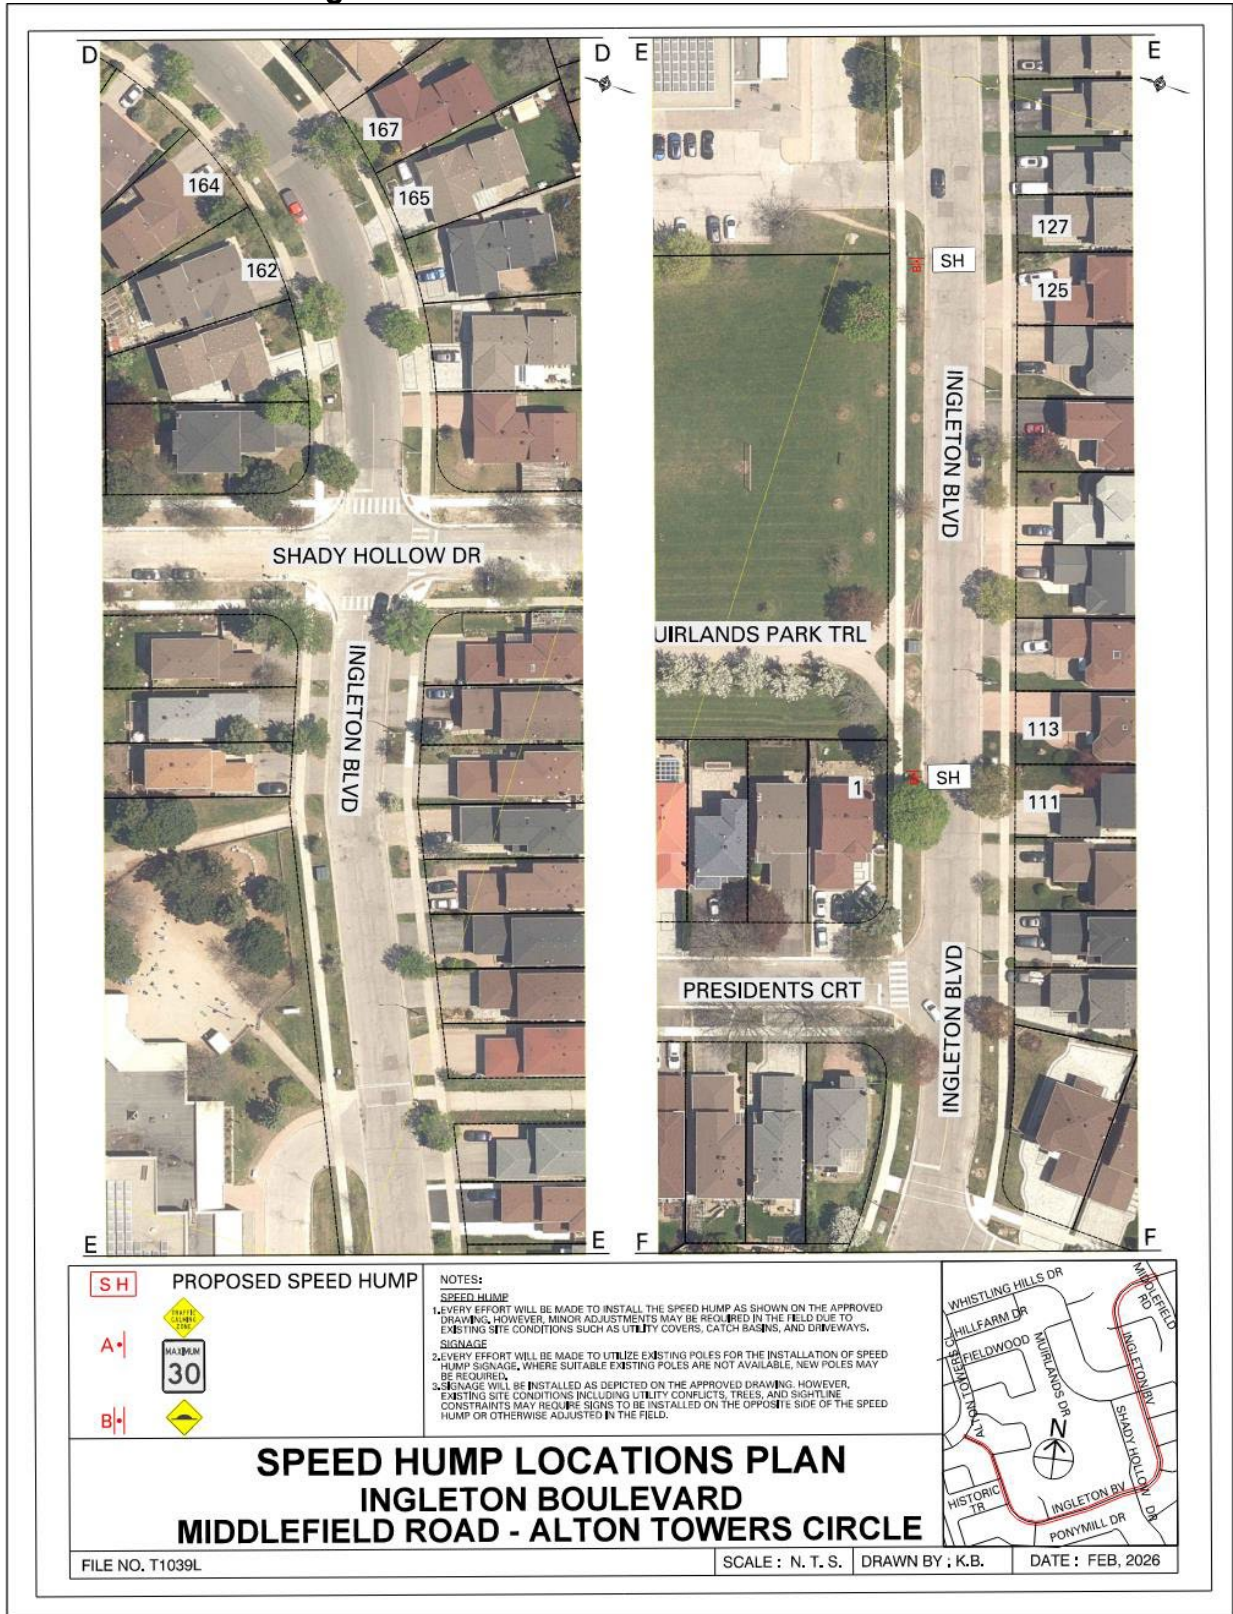 D
D
167
164
165
162
SHADY HOLLOW DR
INGLETON BLVD
E
E
E
E
127
SH
125
INGLETON BLVD
UIRLANDS PARK TRL
113
SH
1
111
PRESIDENTS CRT
INGLETON BLVD
F
F
SH PROPOSED SPEED HUMP
TRAFFIC
CALMING
ZONE
A
MAXIMUM
30
B
NOTES:
SPEED HUMP
1. EVERY EFFORT WILL BE MADE TO INSTALL THE SPEED HUMP AS SHOWN ON THE APPROVED
DRAWING. HOWEVER, MINOR ADJUSTMENTS MAY BE REQUIRED IN THE FIELD DUE TO
EXISTING SITE CONDITIONS SUCH AS UTILITY COVERS, CATCH BASINS, AND DRIVEWAYS.
SIGNAGE
2. EVERY EFFORT WILL BE MADE TO UTILIZE EXISTING POLES FOR THE INSTALLATION OF SPEED
HUMP SIGNAGE. WHERE SUITABLE EXISTING POLES ARE NOT AVAILABLE, NEW POLES MAY
BE REQUIRED.
3. SIGNAGE WILL BE INSTALLED AS DEPICTED ON THE APPROVED DRAWING. HOWEVER,
EXISTING SITE CONDITIONS INCLUDING UTILITY CONFLICTS, TREES, AND SIGHTLINE
CONSTRAINTS MAY REQUIRE SIGNS TO BE INSTALLED ON THE OPPOSITE SIDE OF THE SPEED
HUMP OR OTHERWISE ADJUSTED IN THE FIELD.
WHISTLING HILLS DR
MIDDLEFIELD
RD
HILLFARM DR
FIELDWOOD
MUIRLANDS DR
INGLETON BV
ALTON TOWERS C
N
SHADY HOLLOW DR
HISTORIC
TR
INGLETON BV
PONYMILL DR
SPEED HUMP LOCATIONS PLAN
INGLETON BOULEVARD
MIDDLEFIELD ROAD - ALTON TOWERS CIRCLE
FILE NO. T1039L
SCALE : N. T. S.
DRAWN BY ; K.B.
DATE : FEB, 2026